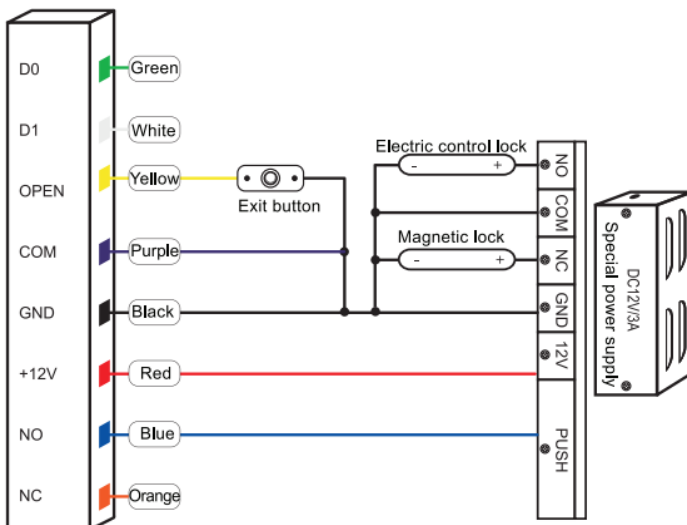 D0
Green
D1
White
OPEN
Yellow
Exit button
COM
Purple
GND
Black
+12V
Red
NO
Blue
NC
Orange
Electric control lock
- +
Magnetic lock
- +
NO
COM
NC
GND
12V
PUSH
DC12V/3A
Special power supply